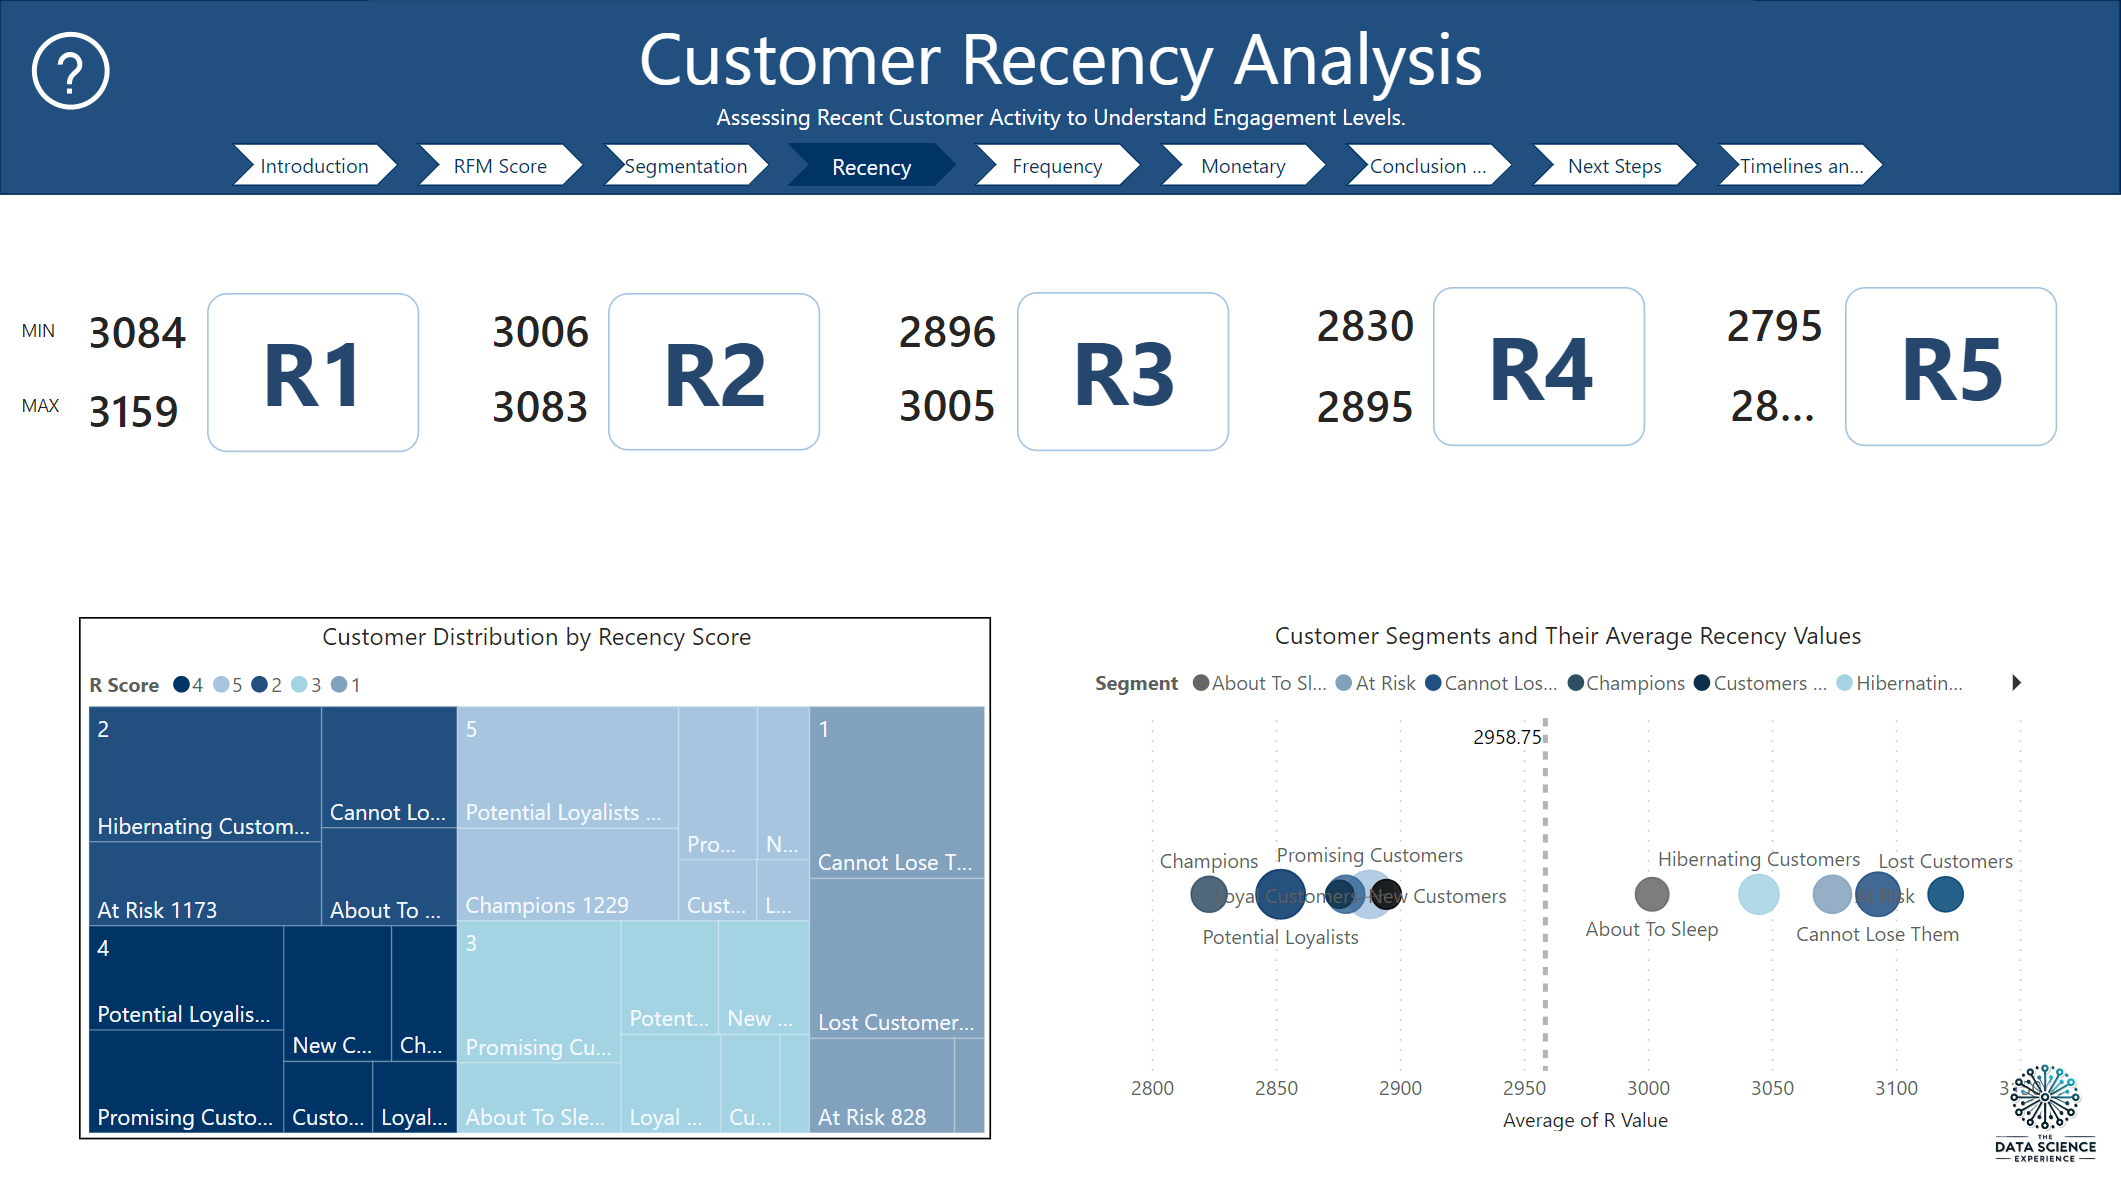 ?
Customer Recency Analysis
Assessing Recent Customer Activity to Understand Engagement Levels.
Introduction
RFM Score
Segmentation
Recency
Frequency
Monetary
Conclusion ...
Next Steps
Timelines an...
MIN
3084
MAX
3159
R1
3006
3083
R2
2896
3005
R3
2830
2895
R4
2795
28...
R5
Customer Distribution by Recency Score
R Score 4 5 2 3 1
2
Hibernating Custom...
Cannot Lo...
At Risk 1173
About To ...
4
Potential Loyalis...
New C...
Ch...
Promising Custo...
Custo...
Loyal...
5
Potential Loyalists ...
Pro...
N...
Champions 1229
Cust...
L...
3
Promising Cu...
Potent...
New ...
About To Sle...
Loyal ...
Cu...
1
Cannot Lose T...
Lost Customer...
At Risk 828
Customer Segments and Their Average Recency Values
Segment About To Sl... At Risk Cannot Los... Champions Customers ... Hibernatin...
2958.75
Champions
Promising Customers
Loyal Customers
New Customers
Potential Loyalists
Hibernating Customers
Lost Customers
At Risk
About To Sleep
Cannot Lose Them
2800 2850 2900 2950 3000 3050 3100
Average of R Value
THE
DATA SCIENCE
EXPERIENCE